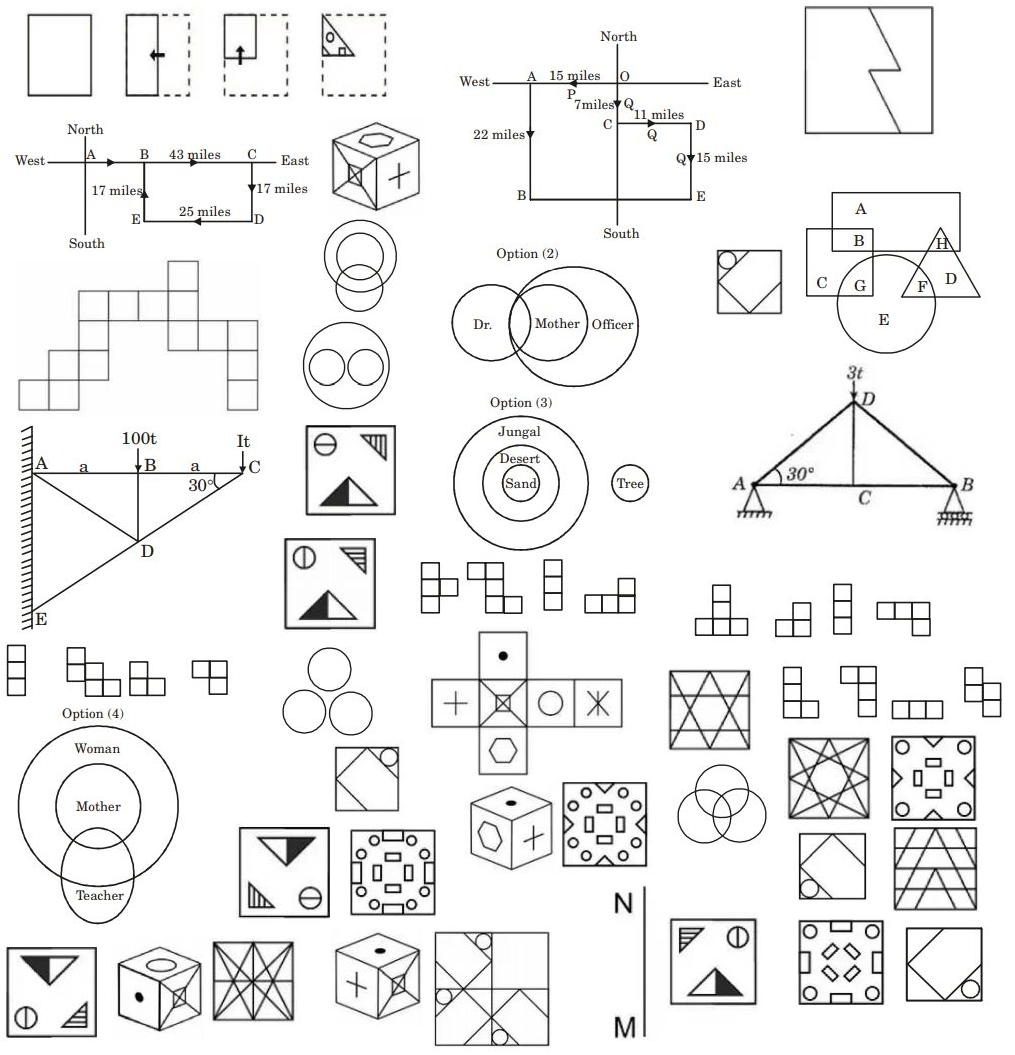 North
West A 15 miles O East
P
7miles Q
C 11 miles D
Q
22 miles
Q 15 miles
B E
South
North
West A B 43 miles C East
17 miles 17 miles
E 25 miles D
South
A
B H
C G F D
E
Option (2)
Dr. Mother Officer
3t
D
A 30° B
C
Option (3)
Jungal
Desert
Sand Tree
100t It
A a B a C
30°
D
E
Option (4)
Woman
Mother
Teacher
N
M